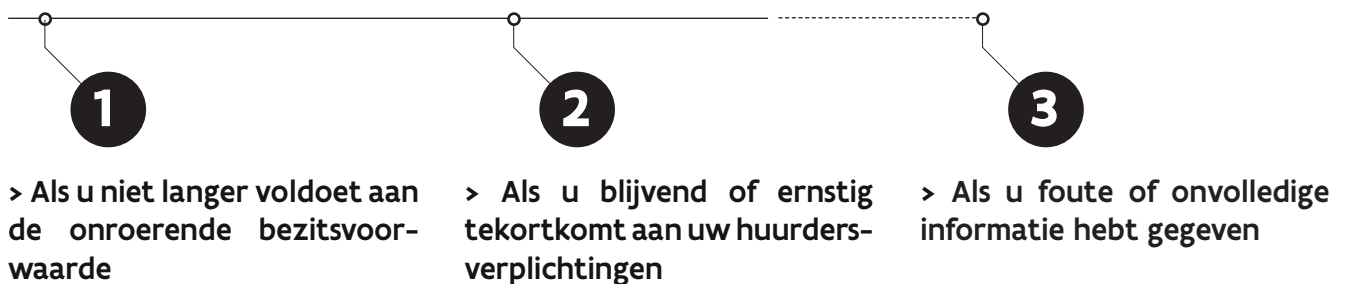 1
> Als u niet langer voldoet aan
de onroerende bezitsvoor-
waarde
2
> Als u blijvend of ernstig
tekortkomt aan uw huurders-
verplichtingen
3
> Als u foute of onvolledige
informatie hebt gegeven